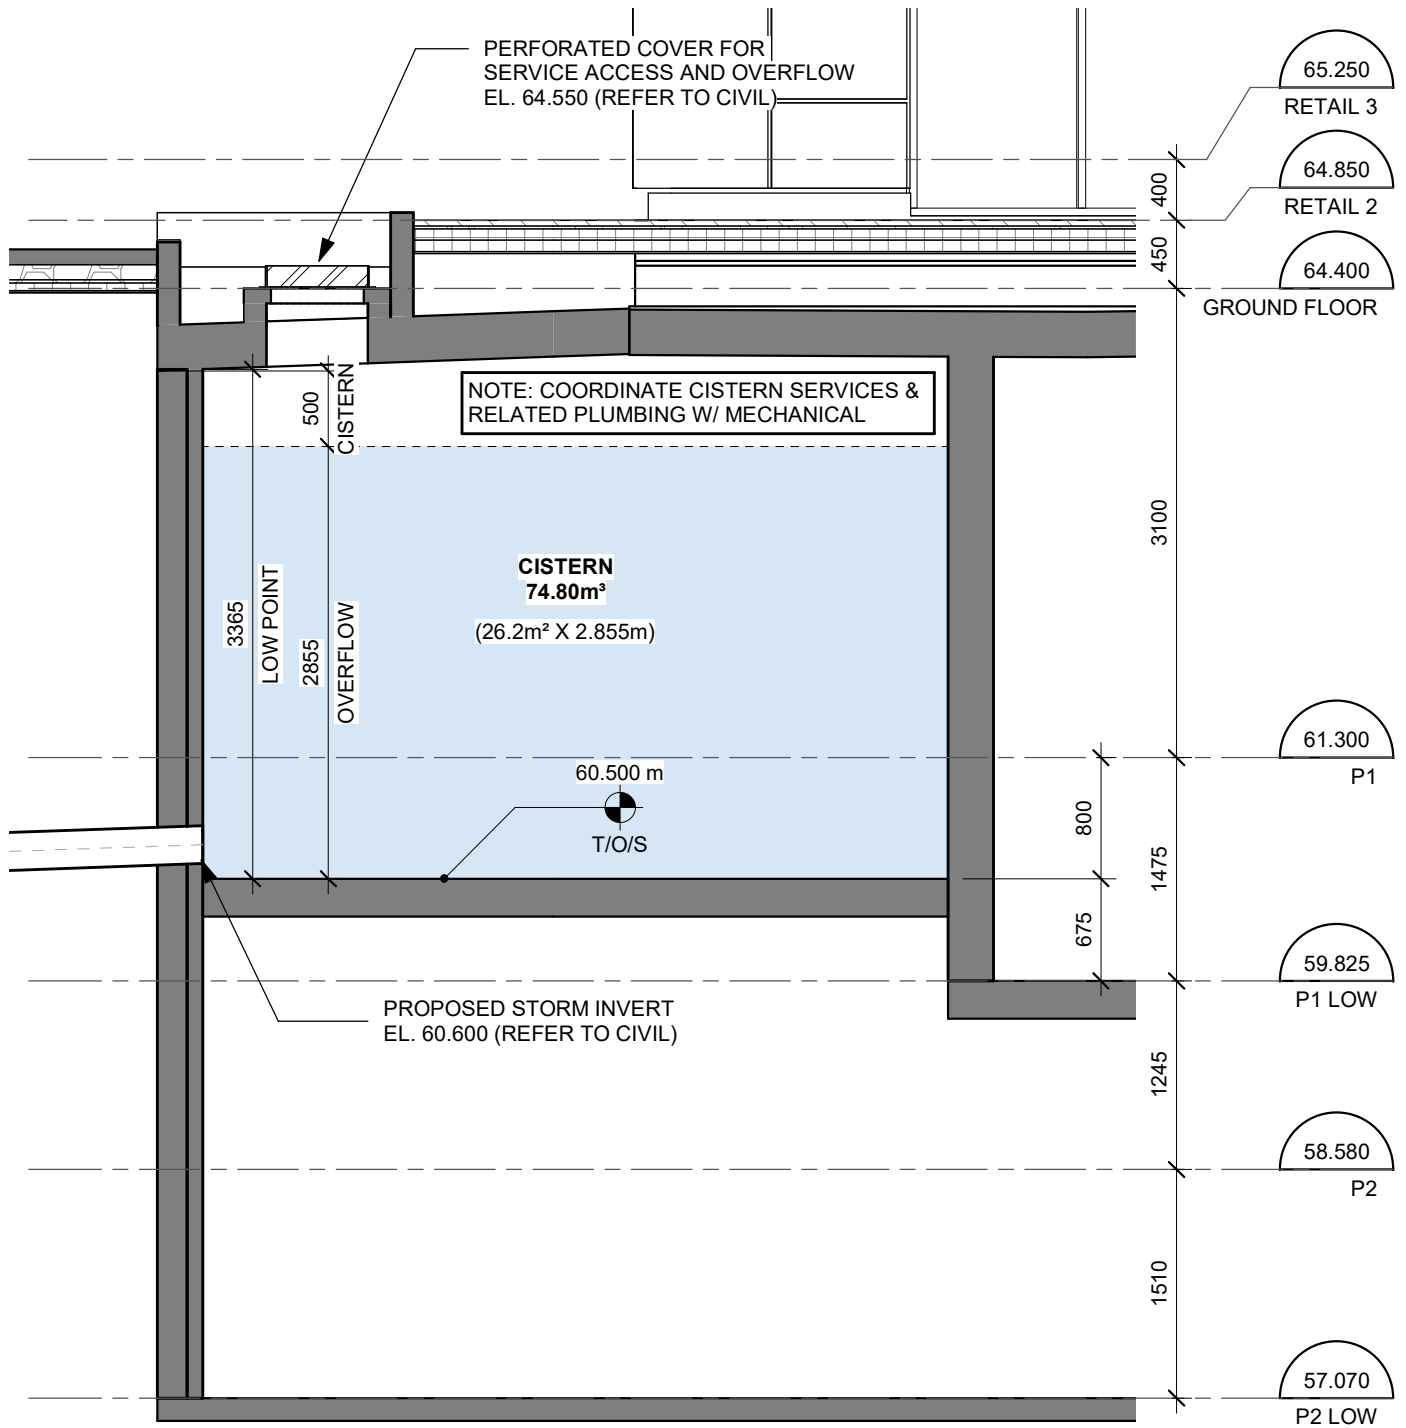 PERFORATED COVER FOR
SERVICE ACCESS AND OVERFLOW
EL. 64.550 (REFER TO CIVIL)
65.250
RETAIL 3
64.850
RETAIL 2
64.400
GROUND FLOOR
400
450
500
CISTERN
NOTE: COORDINATE CISTERN SERVICES &
RELATED PLUMBING W/ MECHANICAL
3100
CISTERN
74.80m³
(26.2m² X 2.855m)
3365
LOW POINT
2855
OVERFLOW
61.300
P1
60.500 m
T/O/S
800
1475
675
59.825
P1 LOW
PROPOSED STORM INVERT
EL. 60.600 (REFER TO CIVIL)
1245
58.580
P2
1510
57.070
P2 LOW